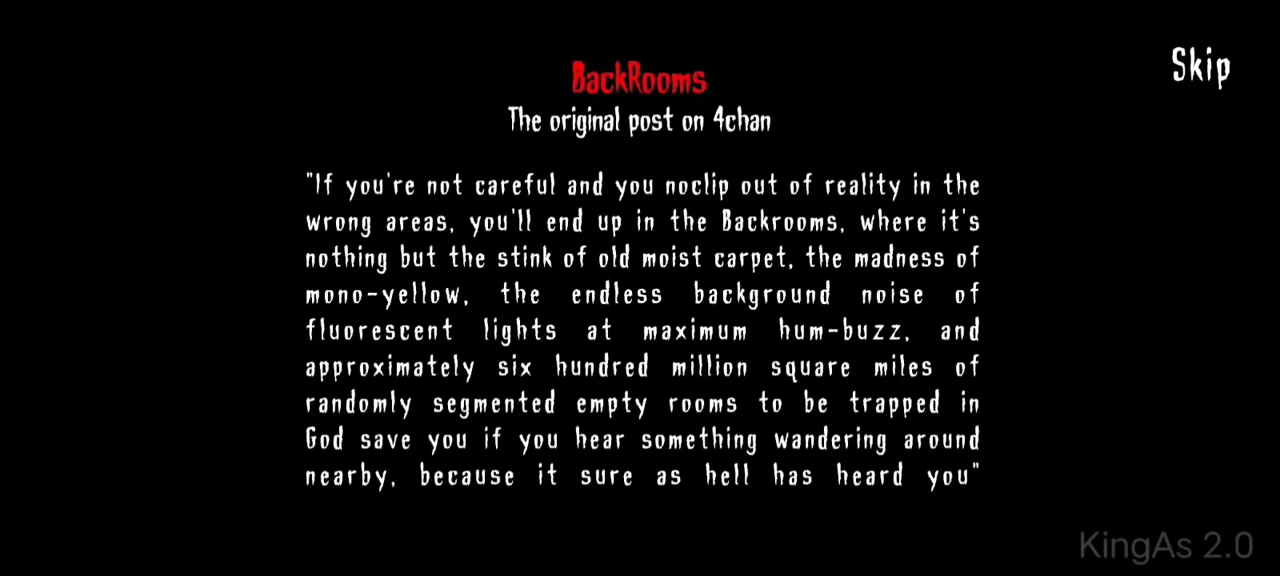 Skip
BackRooms
The original post on 4chan
"If you're not careful and you noclip out of reality in the
wrong areas, you'll end up in the Backrooms, where it's
nothing but the stink of old moist carpet, the madness of
mono-yellow, the endless background noise of
fluorescent lights at maximum hum-buzz, and
approximately six hundred million square miles of
randomly segmented empty rooms to be trapped in
God save you if you hear something wandering around
nearby, because it sure as hell has heard you"
KingAs 2.0